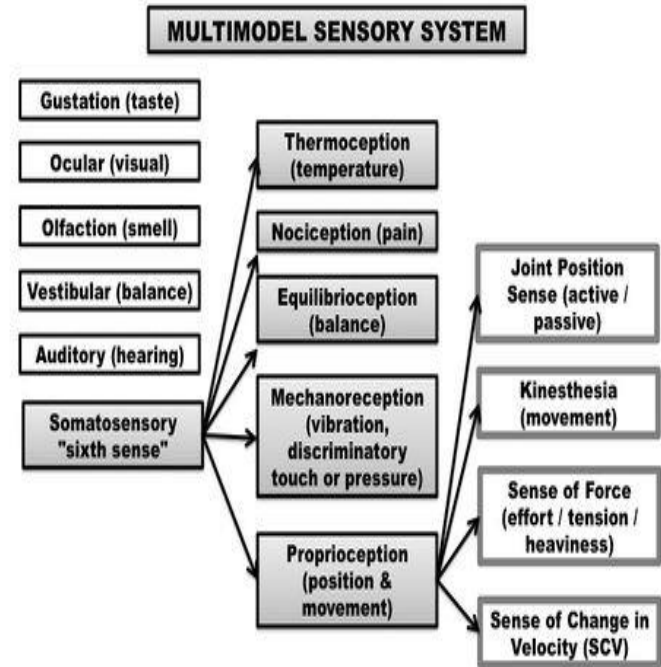 MULTIMODEL SENSORY SYSTEM
Gustation (taste)
Ocular (visual)
Olfaction (smell)
Vestibular (balance)
Auditory (hearing)
Somatosensory
"sixth sense"
Thermoception
(temperature)
Nociception (pain)
Equilibrioception
(balance)
Mechanoreception
(vibration,
discriminatory
touch or pressure)
Proprioception
(position &
movement)
Joint Position
Sense (active /
passive)
Kinesthesia
(movement)
Sense of Force
(effort / tension /
heaviness)
Sense of Change in
Velocity (SCV)